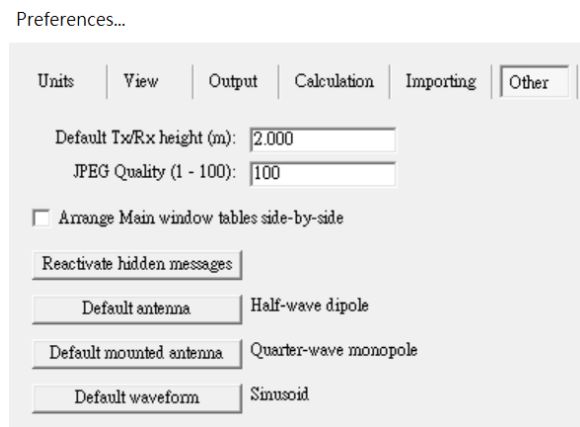 Preferences...
Units View Output Calculation Importing Other
Default Tx/Rx height (m): 2.000
JPEG Quality (1 - 100): 100
Arrange Main window tables side-by-side
Reactivate hidden messages
Default antenna Half-wave dipole
Default mounted antenna Quarter-wave monopole
Default waveform Sinusoid